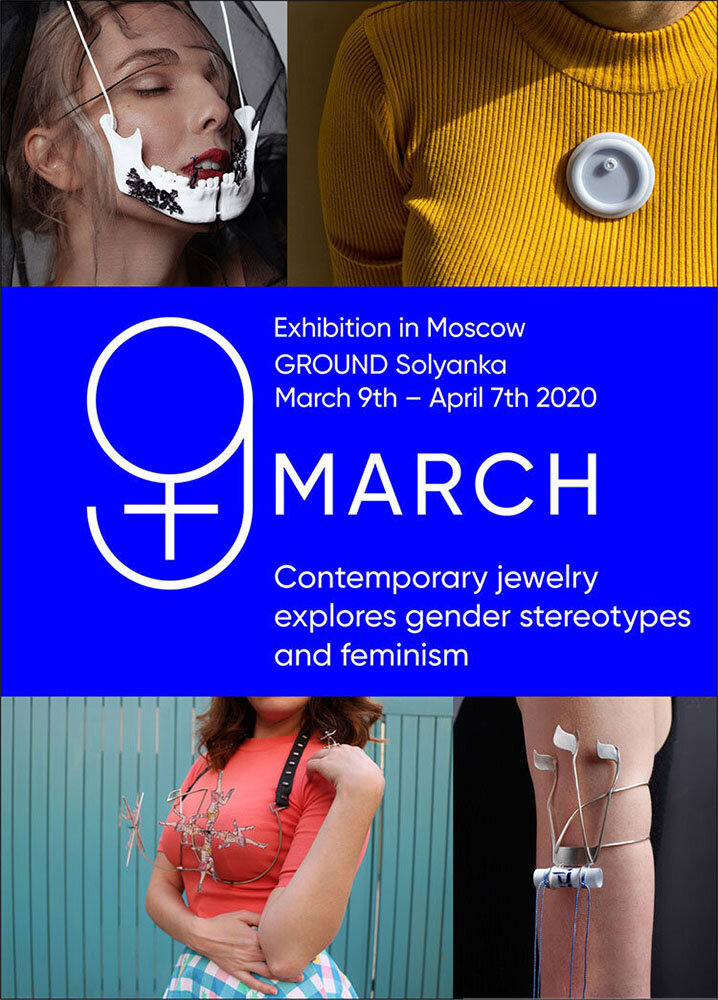 Exhibition in Moscow
GROUND Solyanka
March 9th – April 7th 2020
9 MARCH
Contemporary jewelry
explores gender stereotypes
and feminism